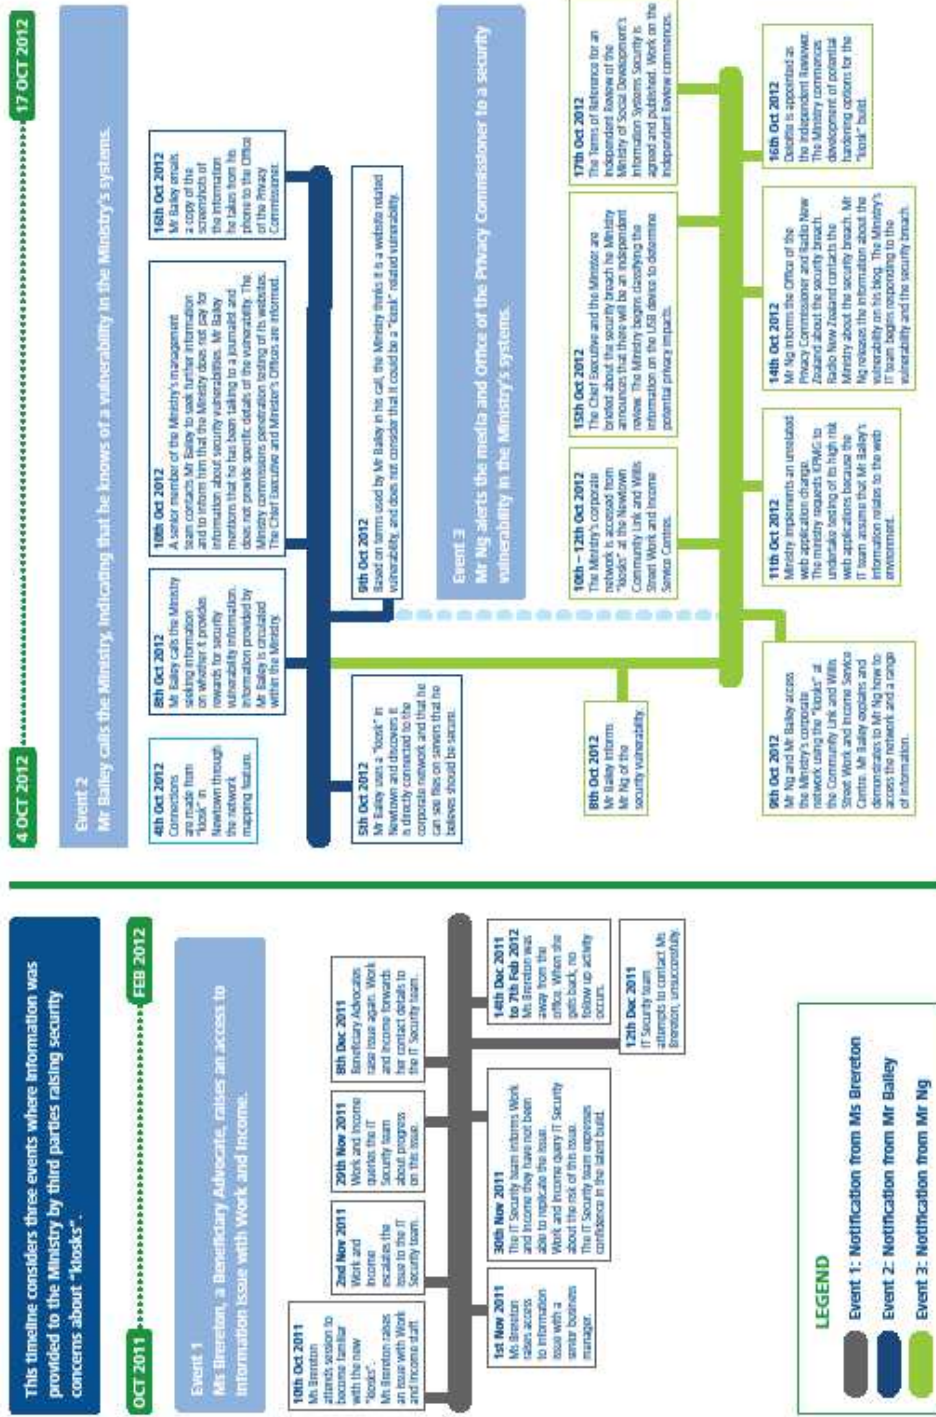 This timeline considers three events where information was
provided to the Ministry by third parties raising security
concerns about "kiosks".
OCT 2011
FEB 2012
Event 1
Ms Brereton, a Beneficiary Advocate, raises an access to
information issue with Work and Income.
10th Oct 2011
Ms Brereton
attends session to
become familiar
with the new
"kiosks".
Ms Brereton raises
an issue with Work
and Income staff.
2nd Nov 2011
Work and
Income
escalates the
issue to the IT
Security team.
29th Nov 2011
Work and Income
queries the IT
Security team
about progress
on this issue.
8th Dec 2011
Beneficiary Advocates
raise issue again. Work
and Income forwards
her contact details to
the IT Security team.
1st Nov 2011
Ms Brereton
raises access
to information
issue with a
senior business
manager.
30th Nov 2011
The IT Security team informs Work
and Income they have not been
able to replicate the issue.
Work and Income query IT Security
about the risk of this issue.
The IT Security team expresses
confidence in the latest build.
14th Dec 2011
to 7th Feb 2012
Ms Brereton was
away from the
office. When she
gets back, no
follow up activity
occurs.
12th Dec 2011
IT Security team
attempts to contact Ms
Brereton, unsuccessfully.
LEGEND
Event 1: Notification from Ms Brereton
Event 2: Notification from Mr Bailey
Event 3: Notification from Mr Ng
4 OCT 2012
17 OCT 2012
Event 2
Mr Bailey calls the Ministry, indicating that he knows of a vulnerability in the Ministry's systems.
4th Oct 2012
Connections
are made from
"kiosk" in
Newtown through
the network
mapping feature.
8th Oct 2012
Mr Bailey calls the Ministry
seeking information
on whether it provides
rewards for security
vulnerability information.
Information provided by
Mr Bailey is circulated
within the Ministry.
10th Oct 2012
A senior member of the Ministry's management
team contacts Mr Bailey to seek further information
and to inform him that the Ministry does not pay for
information about security vulnerabilities. Mr Bailey
mentions that he has been talking to a journalist and
does not provide specific details of the vulnerability. The
Ministry commissions penetration testing of its websites.
The Chief Executive and Minister's Offices are informed.
16th Oct 2012
Mr Bailey emails
a copy of the
screenshots of
the information
he takes from his
phone to the Office
of the Privacy
Commissioner.
5th Oct 2012
Mr Bailey uses a "kiosk" in
Newtown and discovers it
is directly connected to the
corporate network and that he
can see files on servers that he
believes should be secure.
9th Oct 2012
Based on terms used by Mr Bailey in his call, the Ministry thinks it is a website related
vulnerability, and does not consider that it could be a "kiosk" related vulnerability.
Event 3
Mr Ng alerts the media and Office of the Privacy Commissioner to a security
vulnerability in the Ministry's systems.
8th Oct 2012
Mr Bailey informs
Mr Ng of the
security vulnerability.
10th – 12th Oct 2012
The Ministry's corporate
network is accessed from
"kiosks" at the Newtown
Community Link and Willis
Street Work and Income
Service Centres.
15th Oct 2012
The Chief Executive and the Minister are
briefed about the security breach he Ministry
announces that there will be an independent
review. The Ministry begins classifying the
information on the USB device to determine
potential privacy imparts.
17th Oct 2012
The Terms of Reference for an
Independent Review of the
Ministry of Social Development's
Information Systems Security is
agreed and published. Work on the
Independent Review commences.
9th Oct 2012
Mr Ng and Mr Bailey access
the Ministry's corporate
network using the "kiosks" at
the Community Link and Willis
Street Work and Income Service
Centre. Mr Bailey explains and
demonstrates to Mr Ng how to
access the network and a range
of information.
11th Oct 2012
Ministry implements an unrelated
web application change.
The ministry requests KPMG to
undertake testing of its high risk
web applications because the
IT team assume that Mr Bailey's
information relates to the web
environment.
14th Oct 2012
Mr Ng informs the Office of the
Privacy Commissioner and Radio New
Zealand about the security breach.
Radio New Zealand contact the
Ministry about the security breach. Mr
Ng releases the information about the
vulnerability on his blog. The Ministry's
IT team begins responding to the
vulnerability and the security breach.
16th Oct 2012
Deloitte is appointed as
the Independent Reviewer.
The Ministry commences
development of potential
hardening options for the
"kiosk" build.